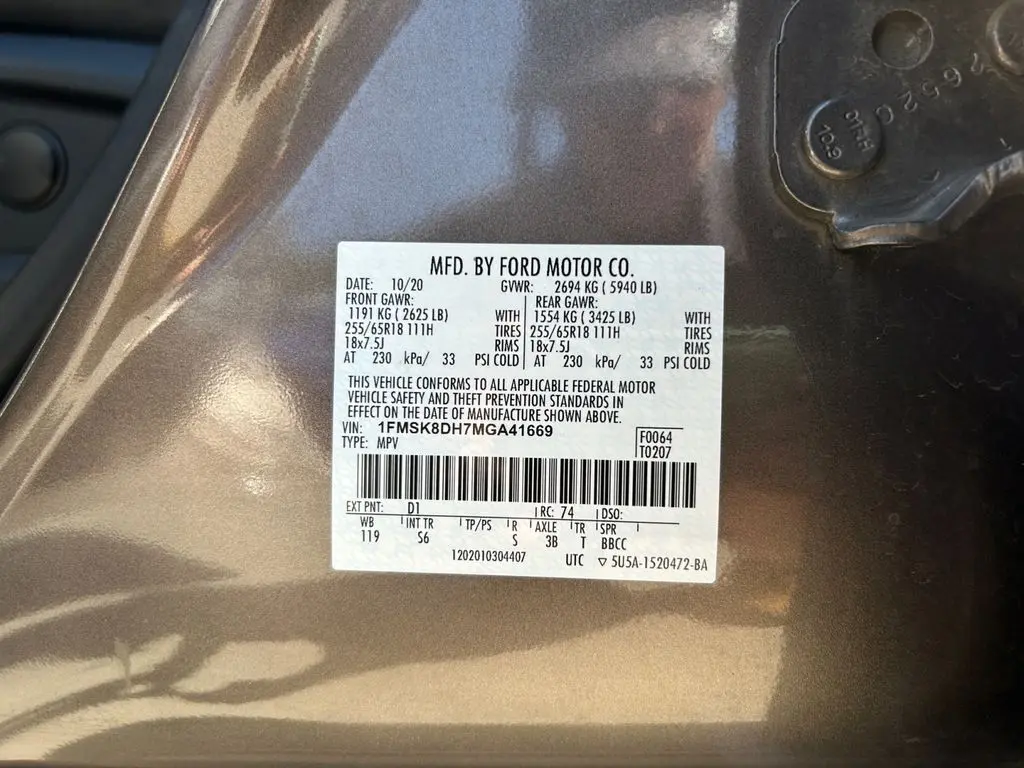 MFD. BY FORD MOTOR CO.
DATE: 10/20 GVWR: 2694 KG ( 5940 LB)
FRONT GAWR: REAR GAWR:
1191 KG ( 2625 LB) WITH 1554 KG ( 3425 LB) WITH
255/65R18 111H TIRES 255/65R18 111H TIRES
18x7.5J RIMS 18x7.5J RIMS
AT 230 kPa/ 33 PSI COLD AT 230 kPa/ 33 PSI COLD
THIS VEHICLE CONFORMS TO ALL APPLICABLE FEDERAL MOTOR
VEHICLE SAFETY AND THEFT PREVENTION STANDARDS IN
EFFECT ON THE DATE OF MANUFACTURE SHOWN ABOVE.
VIN: 1FMSK8DH7MGA41669 F0064
TYPE: MPV T0207
EXT PNT: D1 RC: 74 DSO:
WB INT TR TP/PS R AXLE TR SPR
119 S6 S 3B T BBCC
1202010304407 UTC ▽ 5U5A-1520472-BA